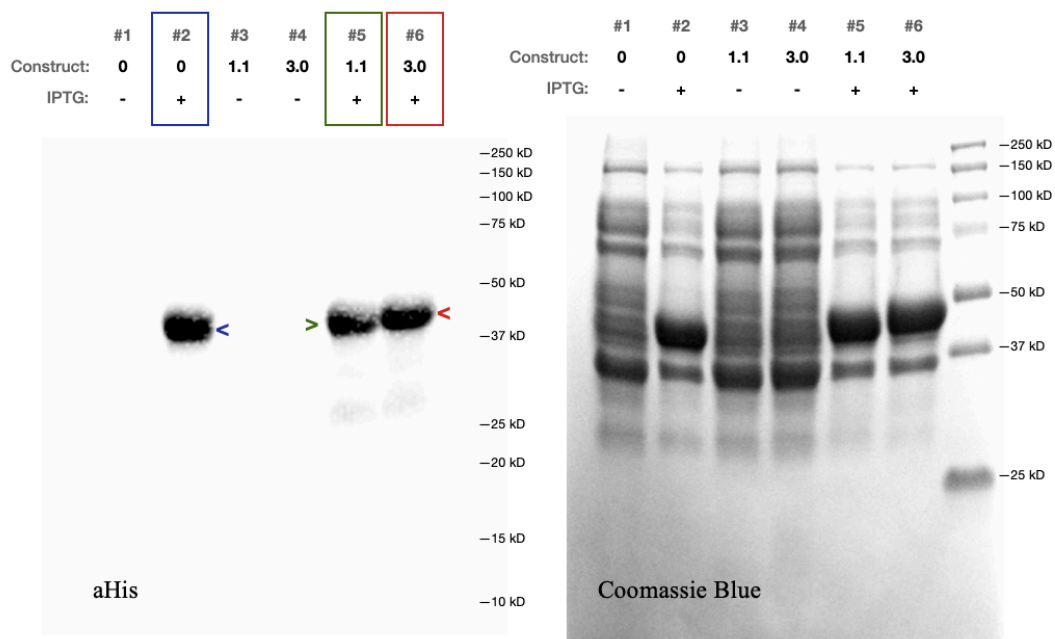 #1 #2 #3 #4 #5 #6
Construct: 0 0 1.1 3.0 1.1 3.0
IPTG: - + - - + +
<
>
<
—250 kD
—150 kD
—100 kD
—75 kD
—50 kD
—37 kD
—25 kD
—20 kD
—15 kD
—10 kD
aHis
#1 #2 #3 #4 #5 #6
Construct: 0 0 1.1 3.0 1.1 3.0
IPTG: - + - - + +
—250 kD
—150 kD
—100 kD
—75 kD
—50 kD
—37 kD
—25 kD
Coomassie Blue